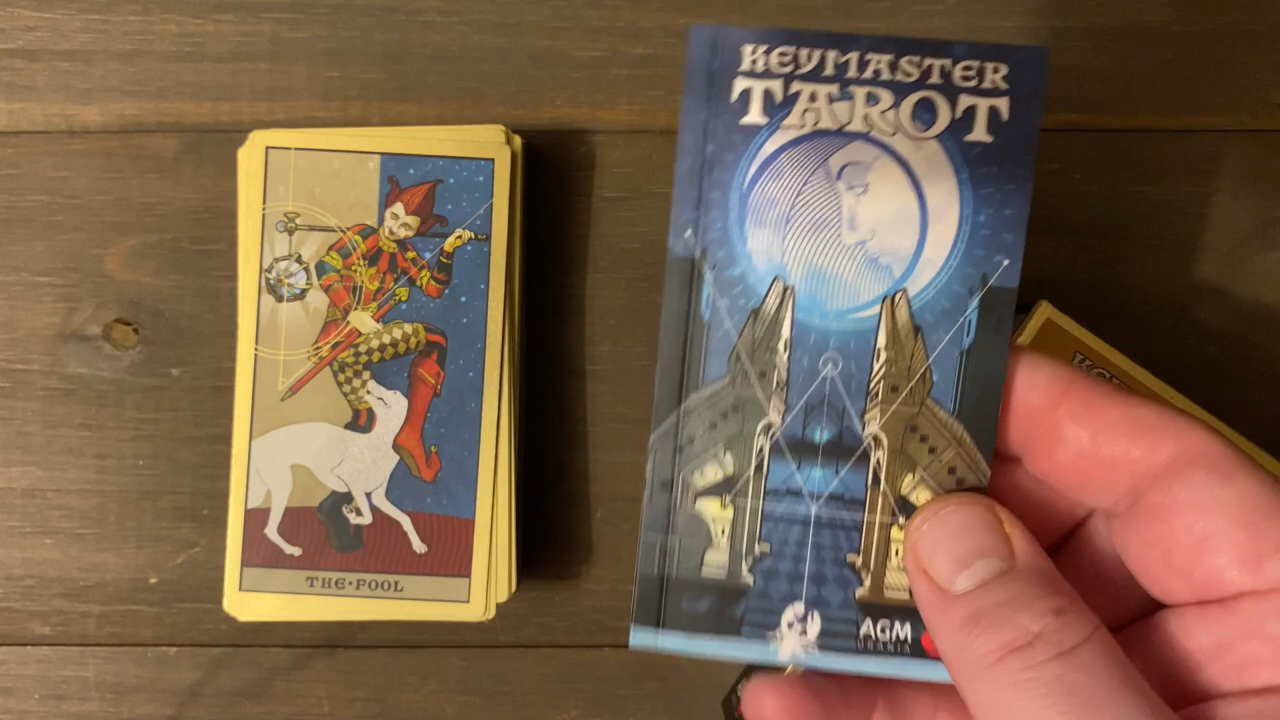 THE•FOOL
KEYMASTER
TAROT
AGM
URANIA